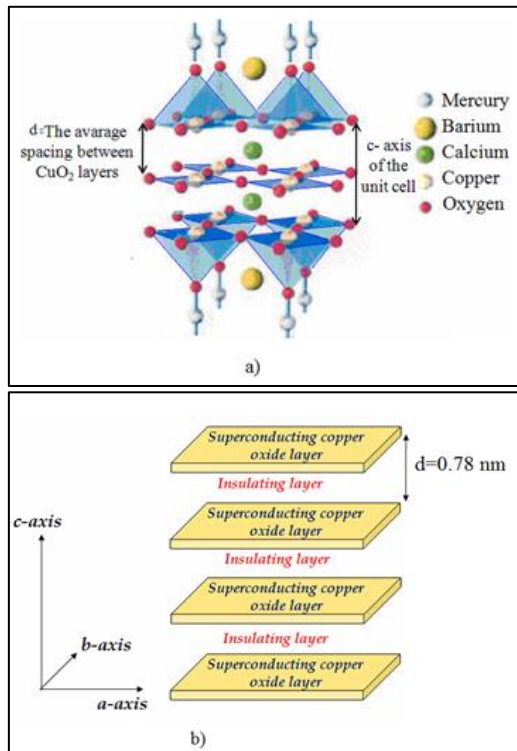 d=The avarage
spacing between
CuO₂ layers
c- axis
of the
unit cell
Mercury
Barium
Calcium
Copper
Oxygen
a)
Superconducting copper
oxide layer
Insulating layer
d=0.78 nm
Superconducting copper
oxide layer
Insulating layer
Superconducting copper
oxide layer
Insulating layer
Superconducting copper
oxide layer
c-axis
b-axis
a-axis
b)